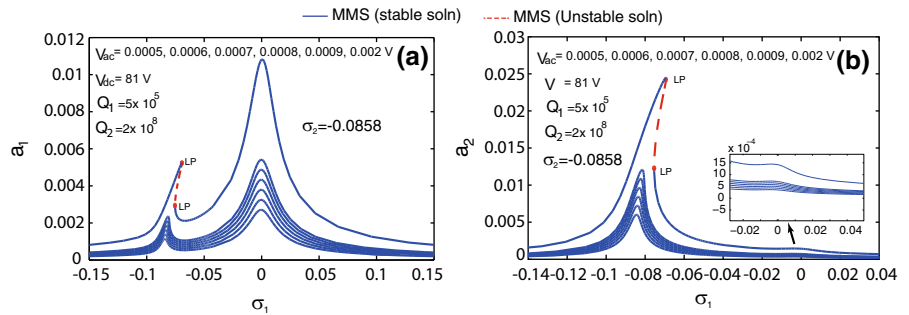 MMS (stable soln) MMS (Unstable soln)
(a)
V_ac = 0.0005, 0.0006, 0.0007, 0.0008, 0.0009, 0.002 V
V_dc = 81 V
Q_1 =5x 10^5
Q_2 =2x 10^8
σ_2=-0.0858
LP
LP
0.012
0.01
0.008
0.006
0.004
0.002
0
a_1
-0.15 -0.1 -0.05 0 0.05 0.1 0.15
σ_1
(b)
V_ac = 0.0005, 0.0006, 0.0007, 0.0008, 0.0009, 0.002 V
V = 81 V
Q_1 =5x 10^5
Q_2 =2x 10^8
σ_2=-0.0858
LP
LP
0.03
0.025
0.02
0.015
0.01
0.005
0
a_2
x 10^-4
15
10
5
0
-5
-0.02 0 0.02 0.04
-0.14 -0.12 -0.1 -0.08 -0.06 -0.04 -0.02 0 0.02 0.04
σ_1